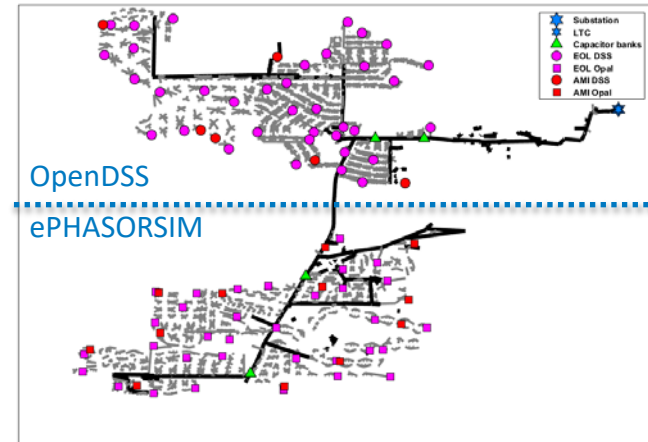 Substation
LTC
Capacitor banks
EOL DSS
EOL Opal
AMI DSS
AMI Opal
OpenDSS
ePHASORSIM